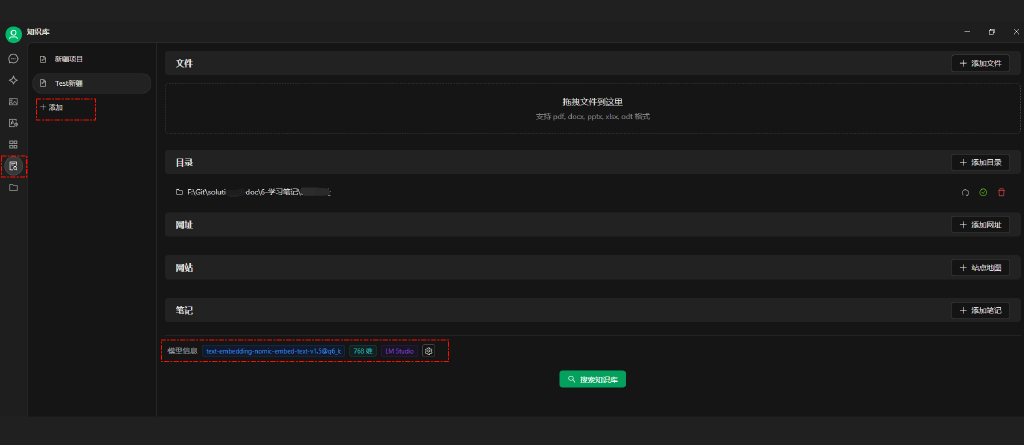 知识库
新疆项目
Test新疆
+ 添加
文件
+ 添加文件
拖拽文件到这里
支持 pdf, docx, pptx, xlsx, odt 格式
目录
+ 添加目录
F:\Git\soluti doc\6-学习笔记\
网址
+ 添加网址
网站
+ 站点地图
笔记
+ 添加笔记
模型信息 text-embedding-nomic-embed-text-v1.5@q6_k 768 维 LM Studio
搜索知识库